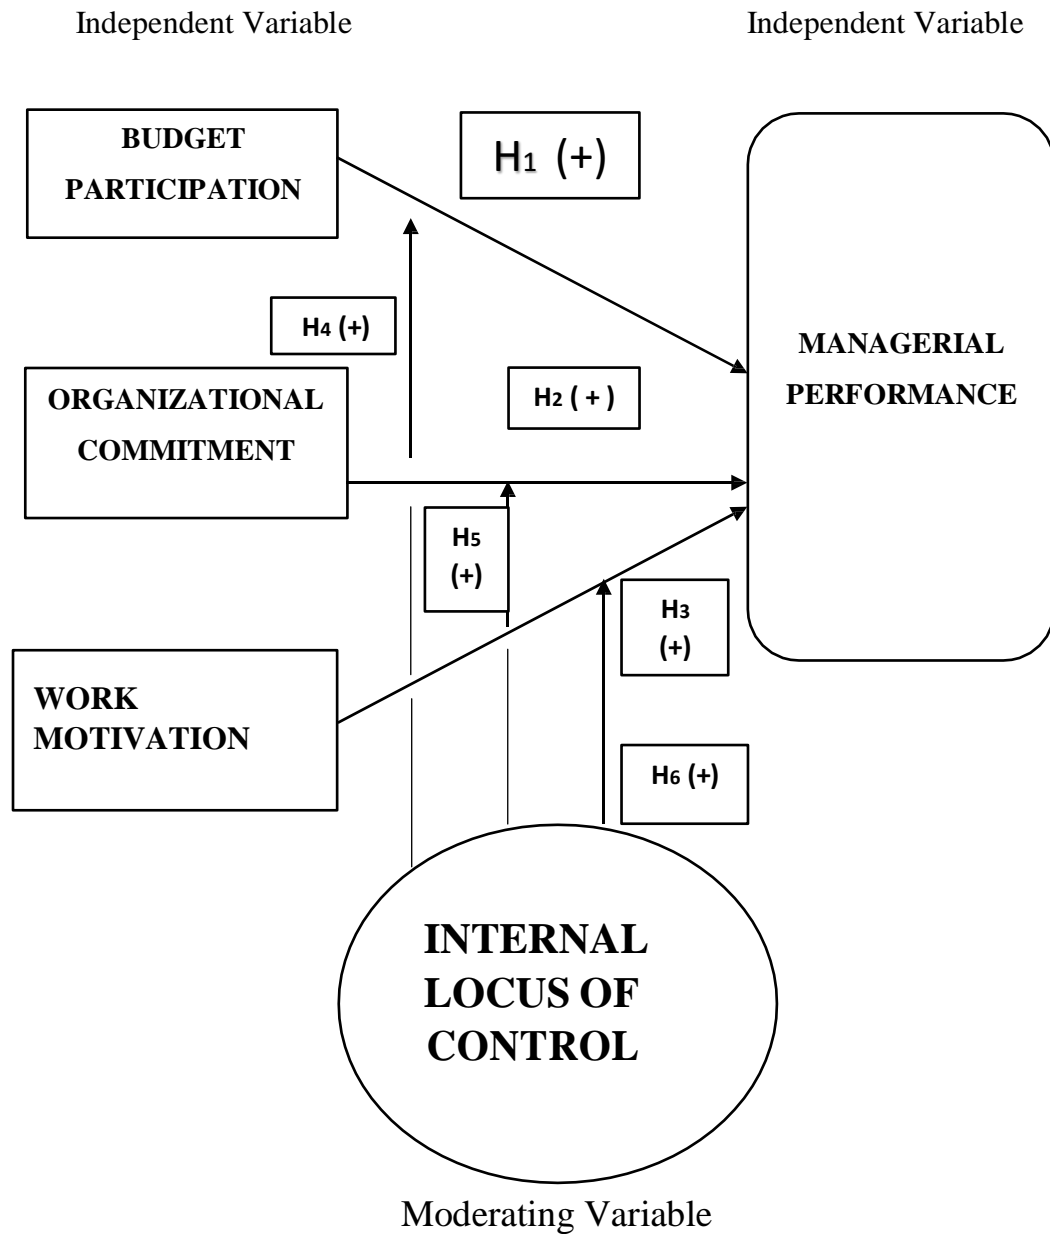 Independent Variable
Independent Variable
BUDGET
PARTICIPATION
H1 (+)
H4 (+)
MANAGERIAL
PERFORMANCE
ORGANIZATIONAL
COMMITMENT
H2 ( + )
H5
(+)
H3
(+)
WORK
MOTIVATION
H6 (+)
INTERNAL
LOCUS OF
CONTROL
Moderating Variable